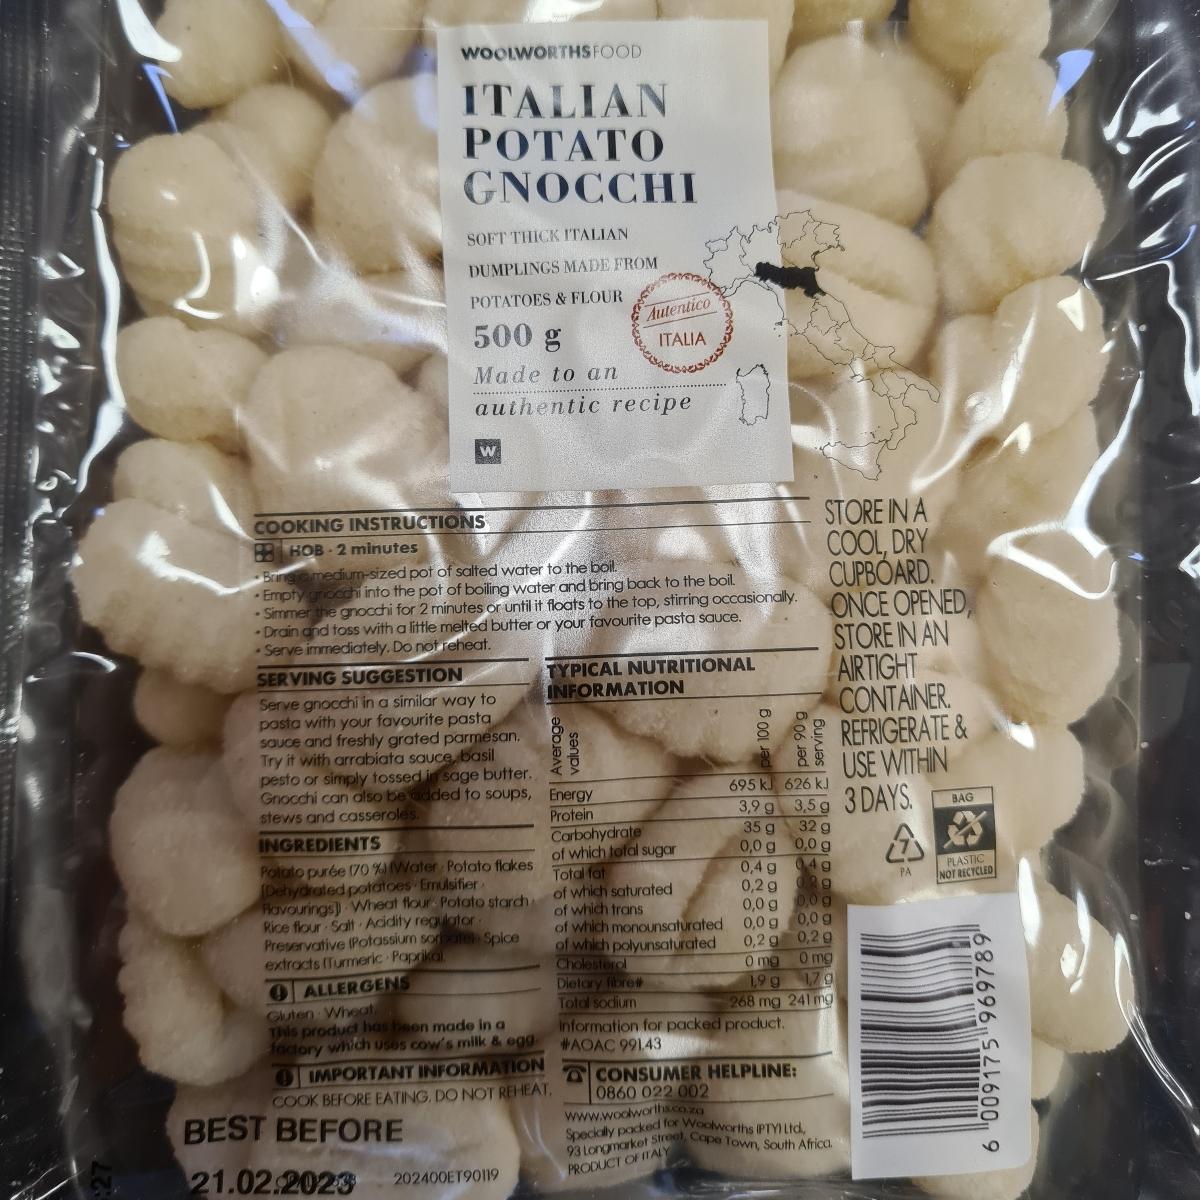 WOOLWORTHSFOOD
ITALIAN
POTATO
GNOCCHI
SOFT THICK ITALIAN
DUMPLINGS MADE FROM
POTATOES & FLOUR
500 g
Autentico
ITALIA
Made to an
authentic recipe
W
COOKING INSTRUCTIONS
HOB · 2 minutes
• Bring a medium-sized pot of salted water to the boil.
• Empty gnocchi into the pot of boiling water and bring back to the boil.
• Simmer the gnocchi for 2 minutes or until it floats to the top, stirring occasionally.
• Drain and toss with a little melted butter or your favourite pasta sauce.
• Serve immediately. Do not reheat.
SERVING SUGGESTION
Serve gnocchi in a similar way to
pasta with your favourite pasta
sauce and freshly grated parmesan.
Try it with arrabiata sauce, basil
pesto or simply tossed in sage butter.
Gnocchi can also be added to soups,
stews and casseroles.
INGREDIENTS
Potato purée (70 %) (Water · Potato flakes
[Dehydrated potatoes · Emulsifier ·
Flavourings]) · Wheat flour · Potato starch ·
Rice flour · Salt · Acidity regulator ·
Preservative (Potassium sorbate) · Spice
extracts (Turmeric · Paprika).
ALLERGENS
Gluten · Wheat.
This product has been made in a
factory which uses cow's milk & egg.
IMPORTANT INFORMATION
COOK BEFORE EATING. DO NOT REHEAT.
TYPICAL NUTRITIONAL
INFORMATION
Average values per 100 g per 90 g serving
Energy 695 kJ 626 kJ
Protein 3,9 g 3,5 g
Carbohydrate 35 g 32 g
of which total sugar 0,0 g 0,0 g
Total fat 0,4 g 0,4 g
of which saturated 0,2 g 0,2 g
of which trans 0,0 g 0,0 g
of which monounsaturated 0,0 g 0,0 g
of which polyunsaturated 0,2 g 0,2 g
Cholesterol 0 mg 0 mg
Dietary fibre# 1,9 g 1,7 g
Total sodium 268 mg 241 mg
Information for packed product.
#AOAC 991.43
CONSUMER HELPLINE:
0860 022 002
www.woolworths.co.za
Specially packed for Woolworths (PTY) Ltd,
93 Longmarket Street, Cape Town, South Africa.
PRODUCT OF ITALY
STORE IN A
COOL, DRY
CUPBOARD.
ONCE OPENED,
STORE IN AN
AIRTIGHT
CONTAINER.
REFRIGERATE &
USE WITHIN
3 DAYS.
7
PA
BAG
PLASTIC
NOT RECYCLED
6 009175 969789
BEST BEFORE
21.02.2023
202400ET90119
:27